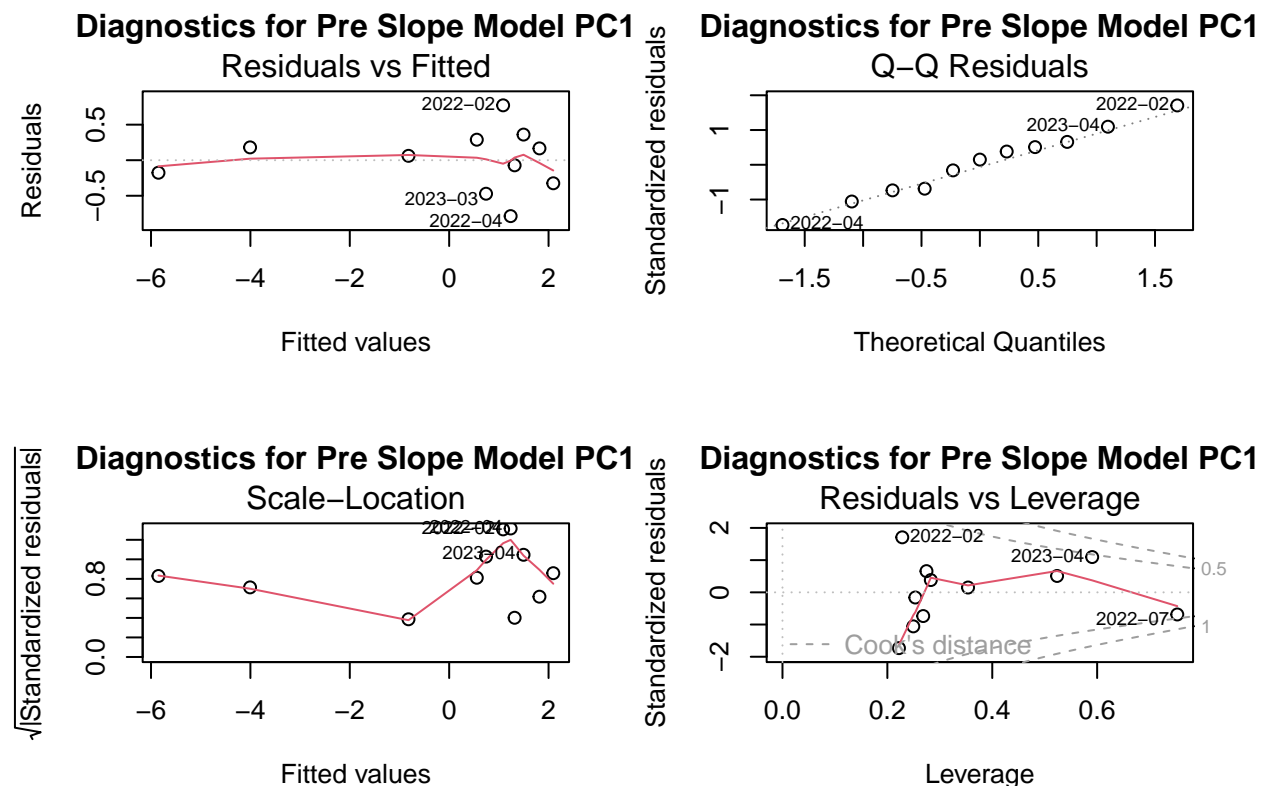 Diagnostics for Pre Slope Model PC1
Residuals vs Fitted
Residuals
0.5
−0.5
2022−02
2023−03
2022−04
−6 −4 −2 0 2
Fitted values
Diagnostics for Pre Slope Model PC1
Q−Q Residuals
Standardized residuals
1
−1
2022−02
2023−04
2022−04
−1.5 −0.5 0.5 1.5
Theoretical Quantiles
Diagnostics for Pre Slope Model PC1
Scale−Location
√|Standardized residuals|
0.8
0.0
2022−04
2022−02
2023−04
−6 −4 −2 0 2
Fitted values
Diagnostics for Pre Slope Model PC1
Residuals vs Leverage
Standardized residuals
2
0
−2
2022−02
2023−04
2022−07
0.5
1
Cook's distance
0.0 0.2 0.4 0.6
Leverage